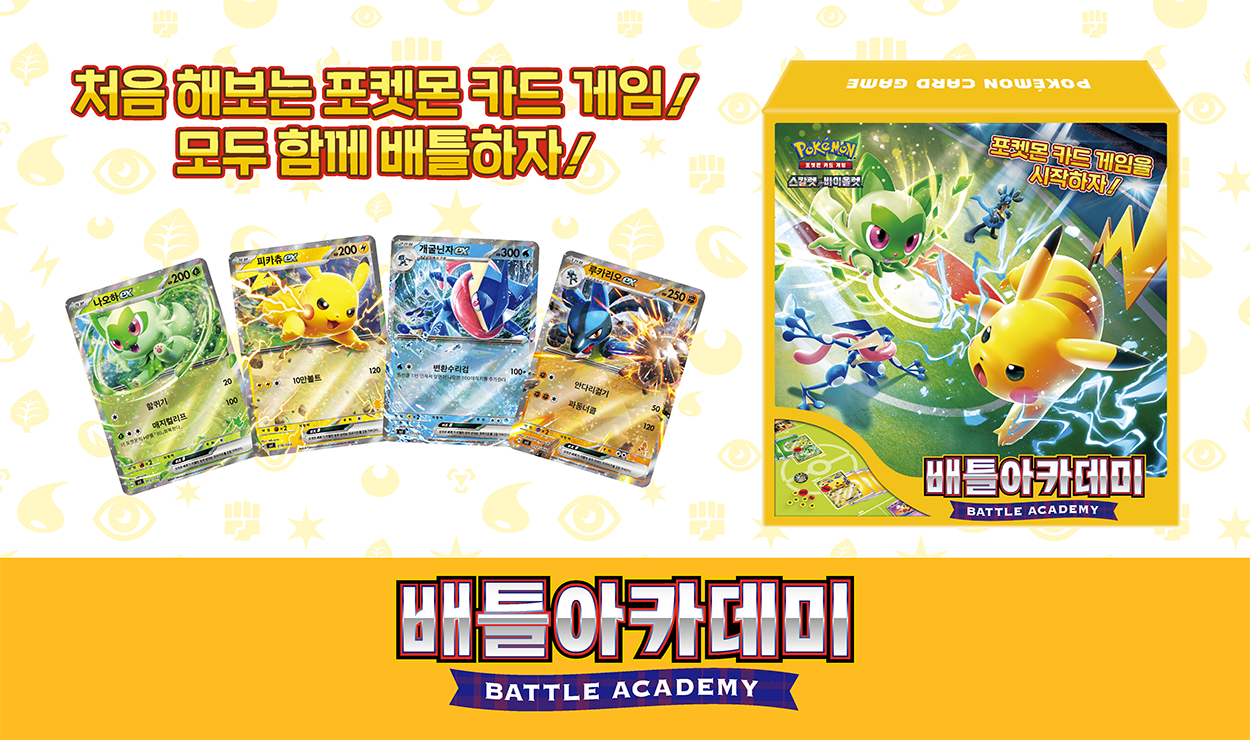 처음 해보는 포켓몬 카드 게임!
모두 함께 배틀하자!
나오하 ex 200
할퀴기 20
매지컬리프 100
피카츄 ex 200
10만볼트 120
개굴닌자 ex 300
변환수리검
루카리오 ex 250
안다리걸기 50
파동너클 120
POKÉMON CARD GAME
Pokémon
포켓몬 카드 게임
스칼렛 바이올렛
포켓몬 카드 게임을
시작하자!
배틀아카데미
BATTLE ACADEMY
배틀아카데미
BATTLE ACADEMY